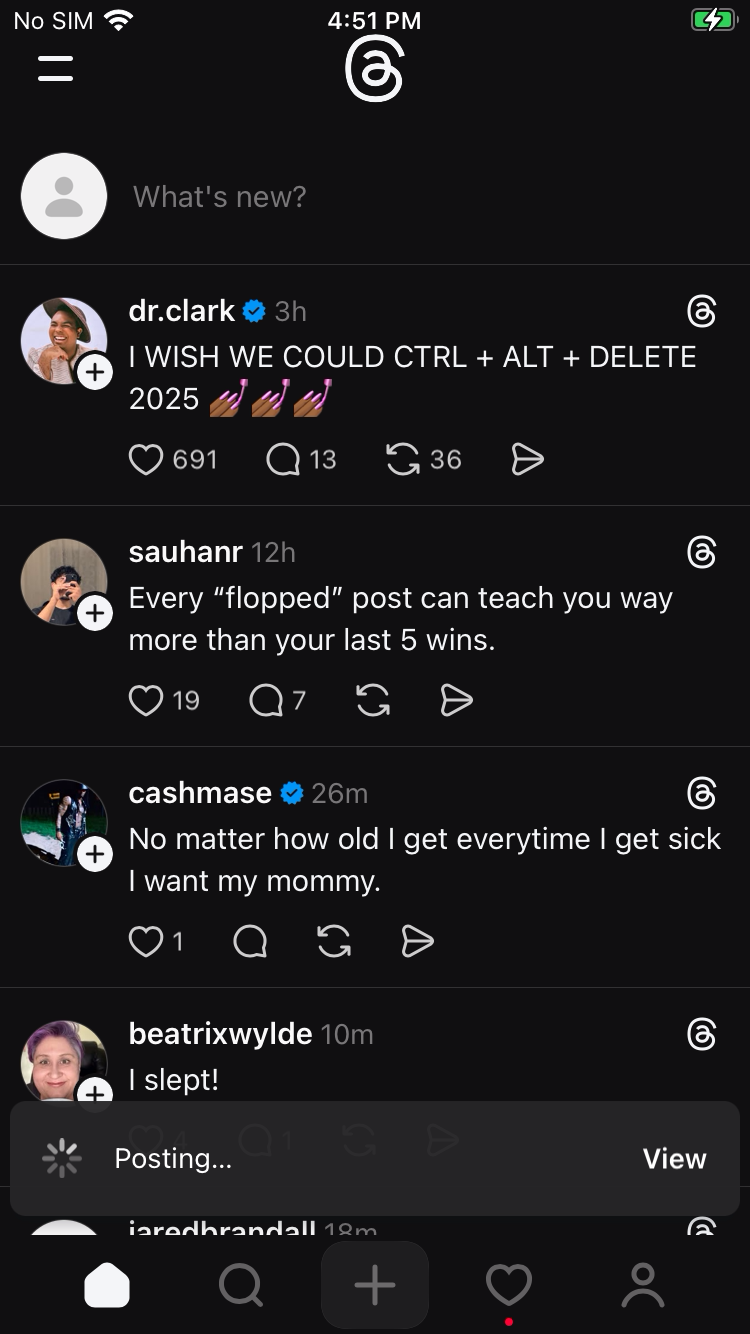 No SIM 4:51 PM
What's new?
dr.clark 3h
I WISH WE COULD CTRL + ALT + DELETE
2025 💅🏾💅🏾💅🏾
691 13 36
sauhanr 12h
Every “flopped” post can teach you way
more than your last 5 wins.
19 7
cashmase 26m
No matter how old I get everytime I get sick
I want my mommy.
1
beatrixwylde 10m
I slept!
4 1
Posting... View
jaredbrandall 18m